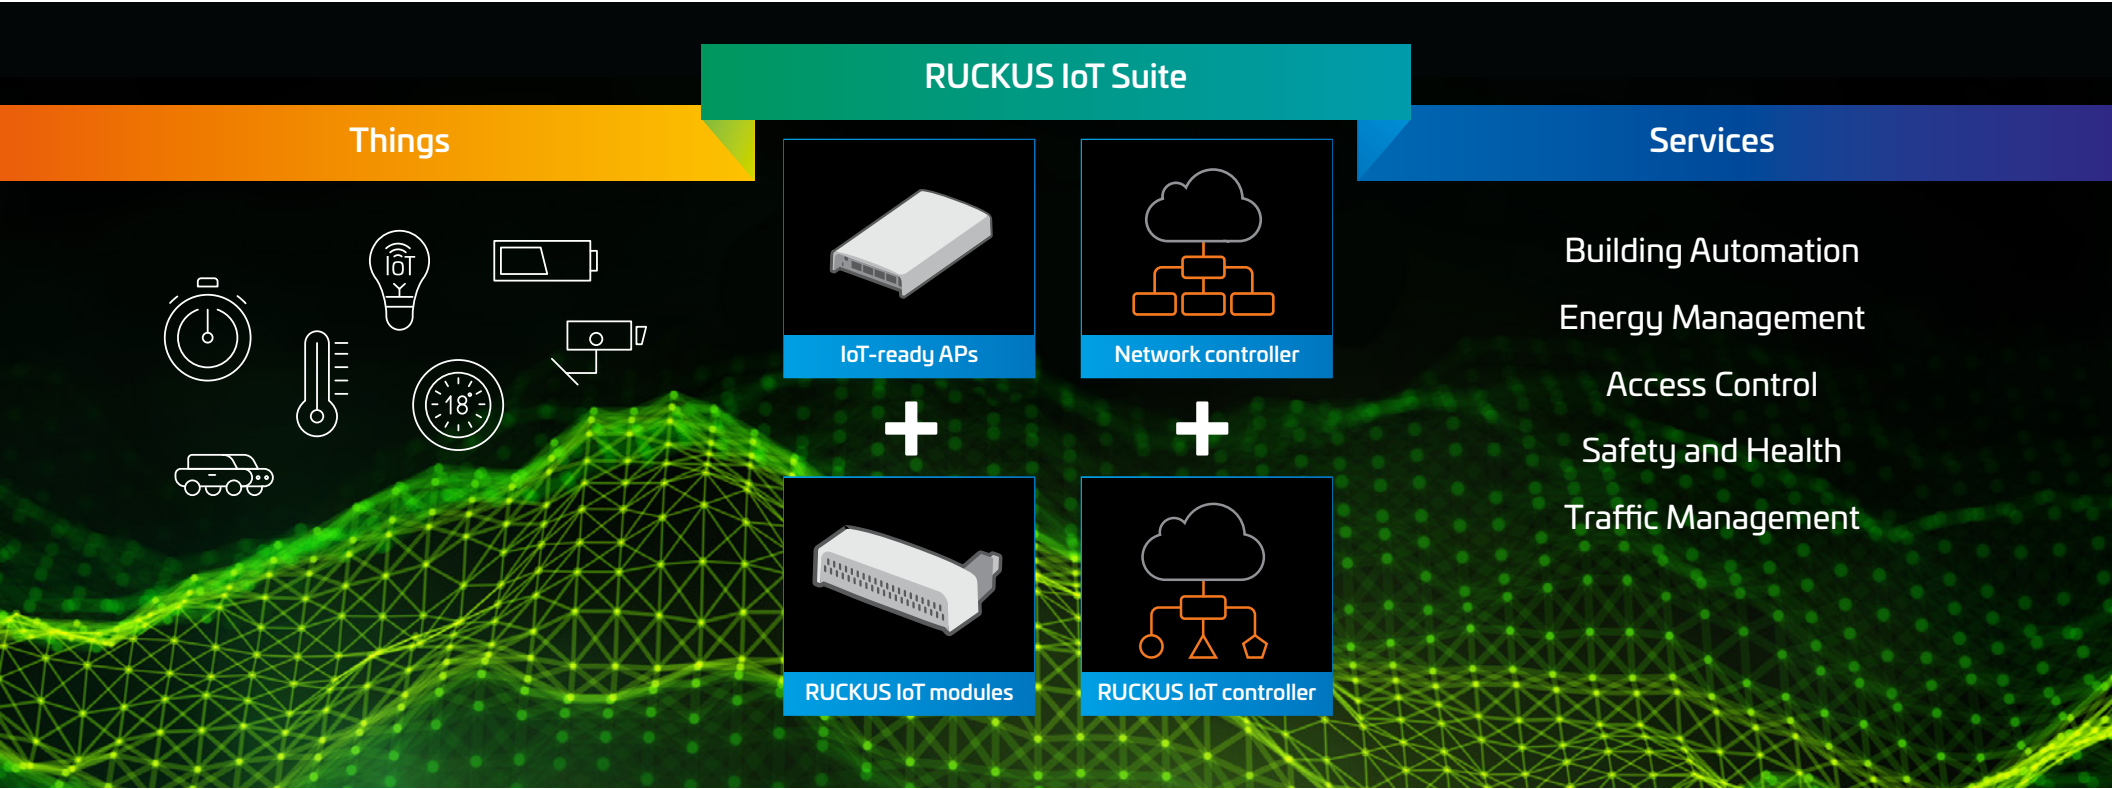 RUCKUS IoT Suite
Things
Services
IoT
18°
IoT-ready APs
Network controller
RUCKUS IoT modules
RUCKUS IoT controller
Building Automation
Energy Management
Access Control
Safety and Health
Traffic Management